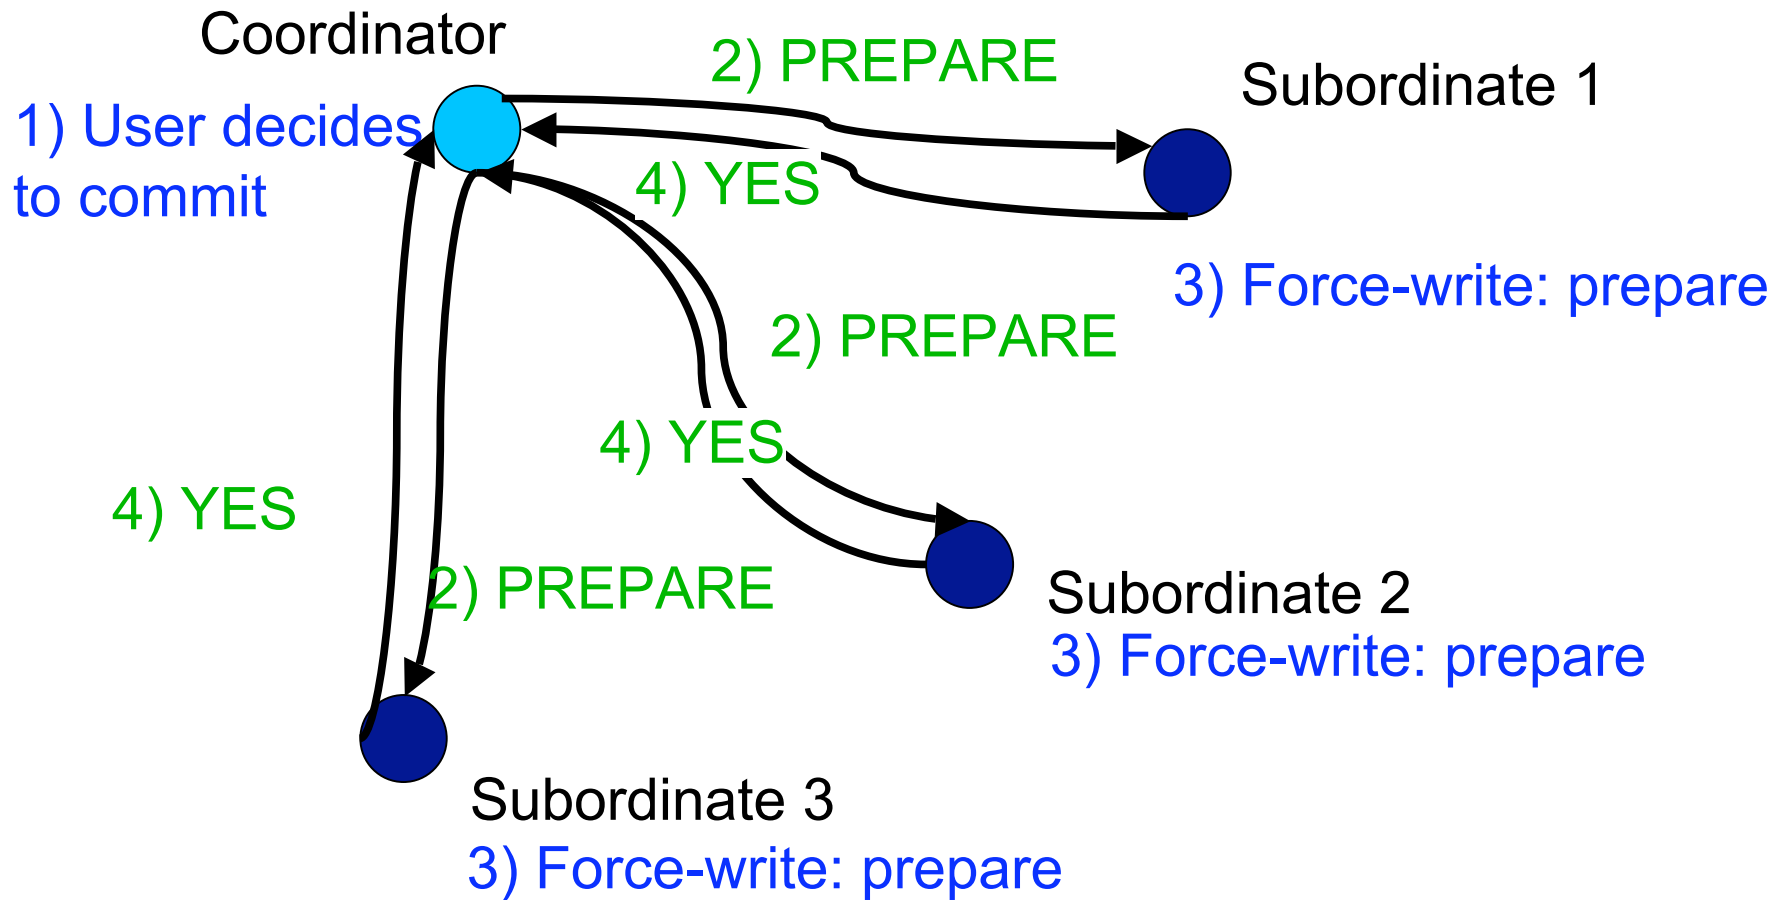 Coordinator
2) PREPARE
Subordinate 1
1) User decides
to commit
4) YES
3) Force-write: prepare
2) PREPARE
4) YES
4) YES
2) PREPARE
Subordinate 2
3) Force-write: prepare
Subordinate 3
3) Force-write: prepare